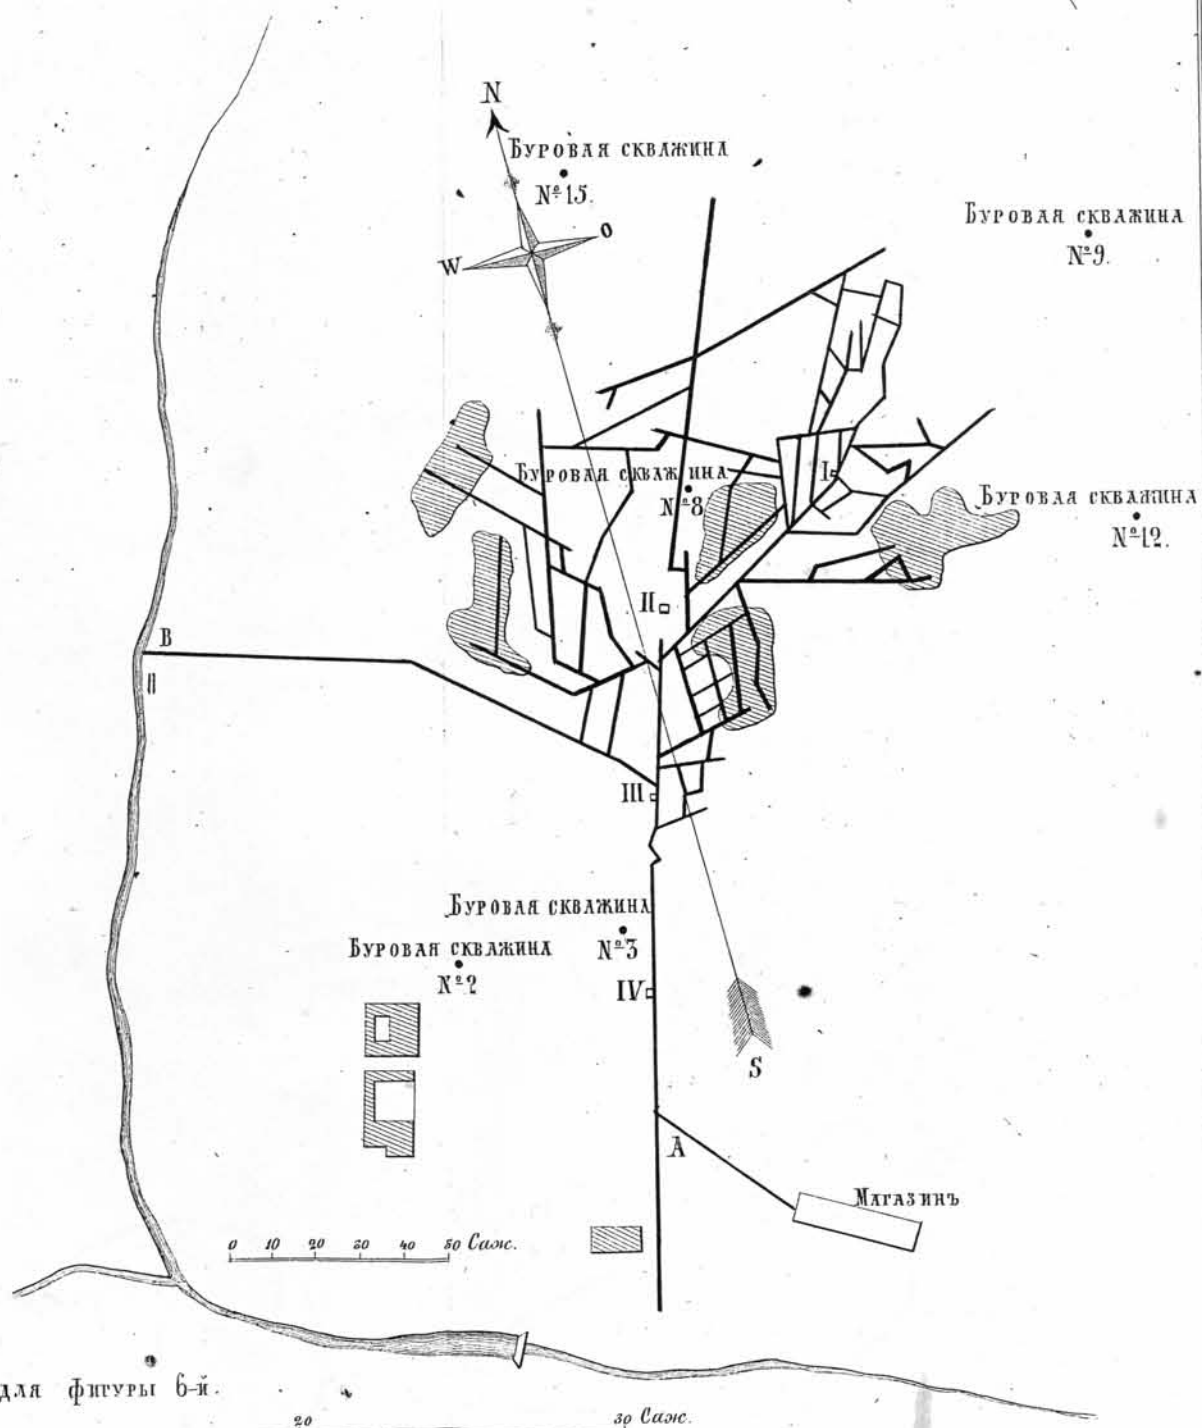 N
Буровая скважина
№ 15.
O
W
Буровая скважина
№ 9.
Буровая скважина
№ 8
I
Буровая скважина
№ 12.
II
B
II
III
Буровая скважина
№ 3
Буровая скважина
№ 2
IV
S
A
Магазинъ
0 10 20 30 40 50 Саж.
для фигуры 6-й.
20 30 Саж.